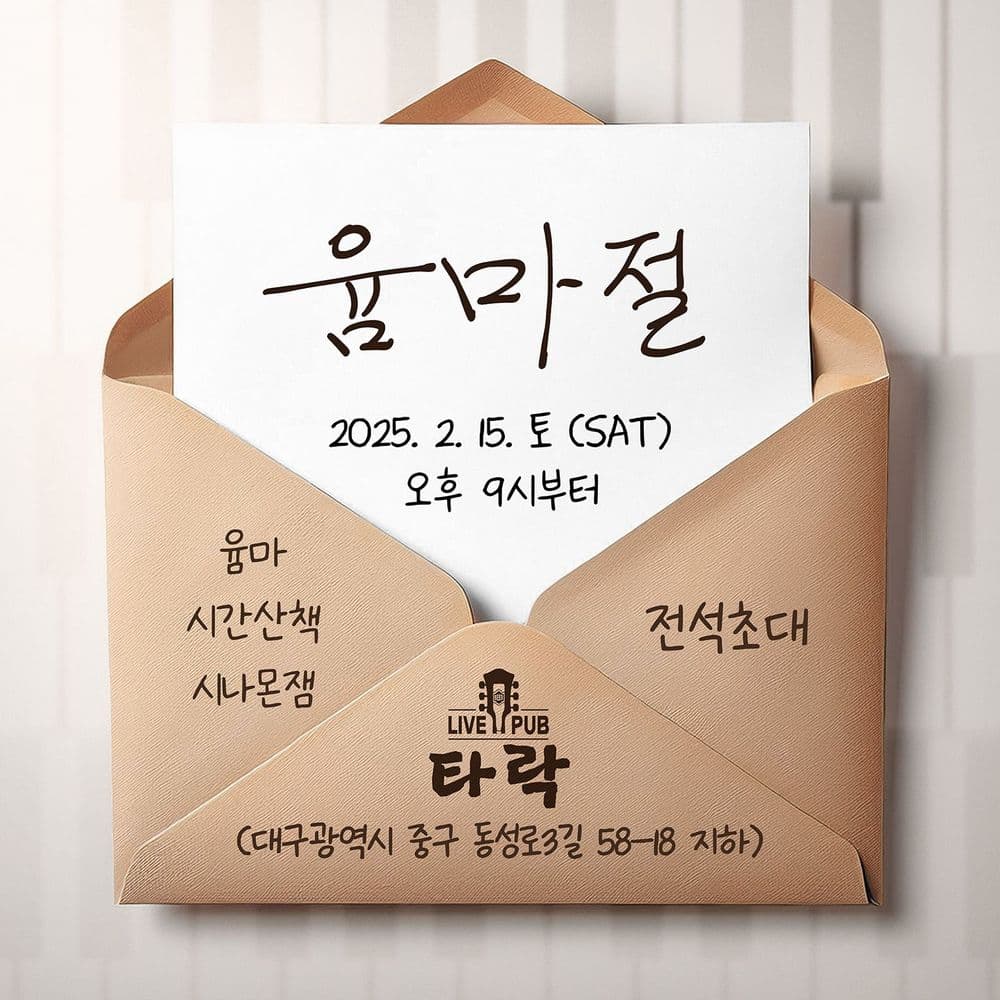 윰마절
2025. 2. 15. 토 (SAT)
오후 9시부터
윰마
시간산책
시나몬잼
전석초대
LIVE PUB
타락
(대구광역시 중구 동성로3길 58-18 지하)